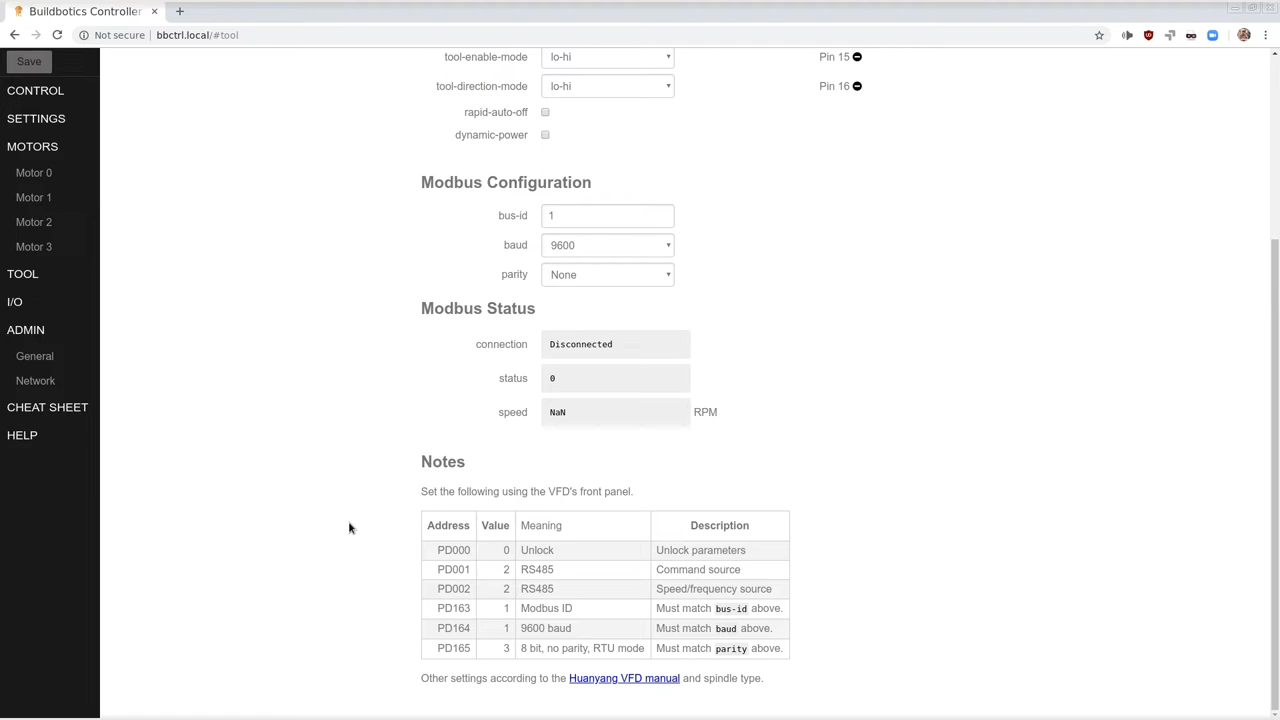 Buildbotics Controller × +
Not secure bbctrl.local/#tool
Save
CONTROL
SETTINGS
MOTORS
Motor 0
Motor 1
Motor 2
Motor 3
TOOL
I/O
ADMIN
General
Network
CHEAT SHEET
HELP
tool-enable-mode lo-hi Pin 15
tool-direction-mode lo-hi Pin 16
rapid-auto-off
dynamic-power
Modbus Configuration
bus-id 1
baud 9600
parity None
Modbus Status
connection Disconnected
status 0
speed NaN RPM
Notes
Set the following using the VFD's front panel.
Address Value Meaning Description
PD000 0 Unlock Unlock parameters
PD001 2 RS485 Command source
PD002 2 RS485 Speed/frequency source
PD163 1 Modbus ID Must match bus-id above.
PD164 1 9600 baud Must match baud above.
PD165 3 8 bit, no parity, RTU mode Must match parity above.
Other settings according to the Huanyang VFD manual and spindle type.